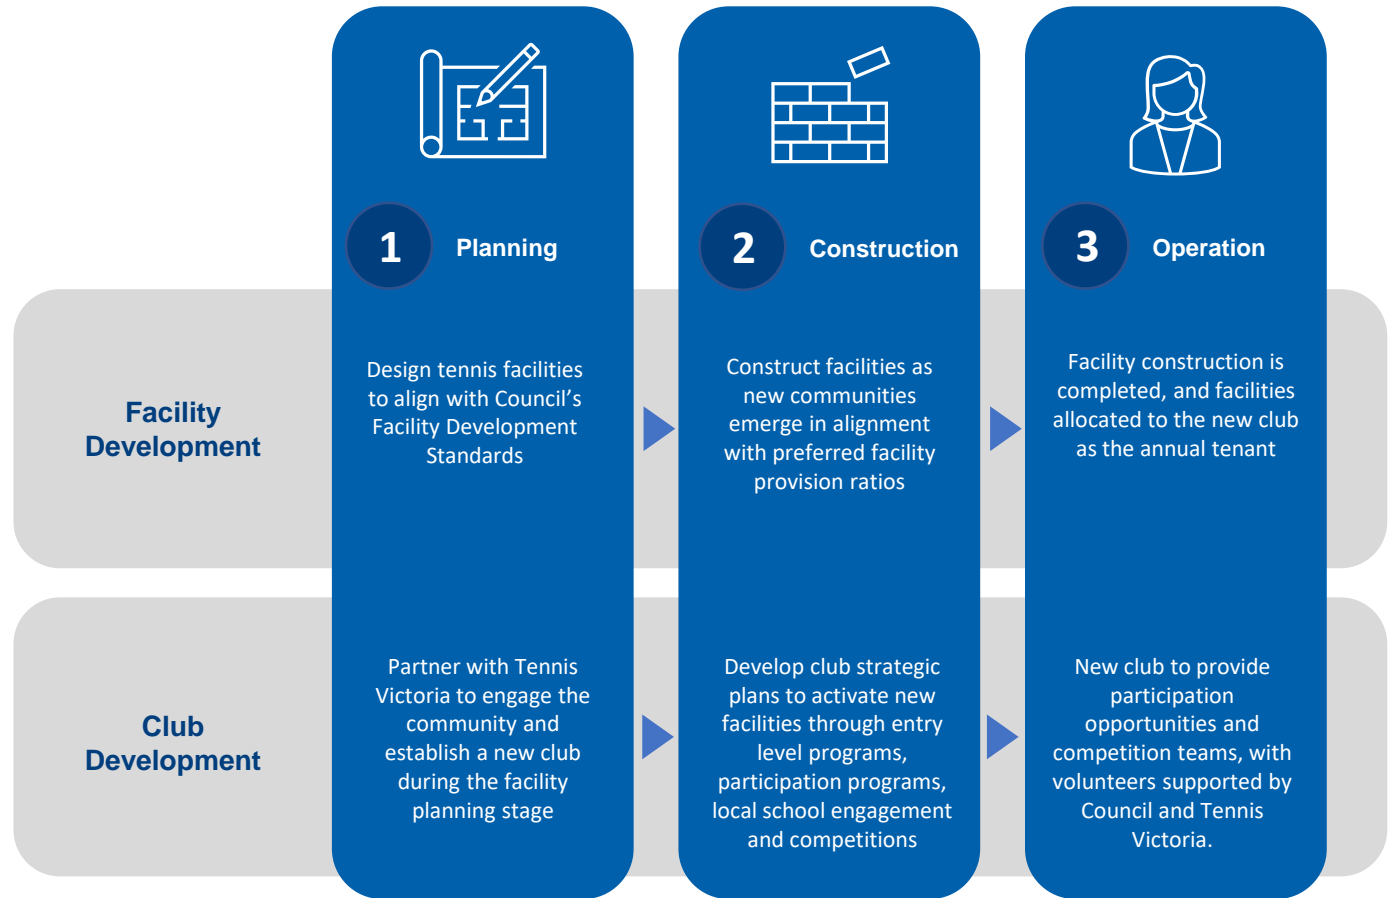 1 Planning
2 Construction
3 Operation
Facility
Development
Design tennis facilities
to align with Council's
Facility Development
Standards
Construct facilities as
new communities
emerge in alignment
with preferred facility
provision ratios
Facility construction is
completed, and facilities
allocated to the new club
as the annual tenant
Club
Development
Partner with Tennis
Victoria to engage the
community and
establish a new club
during the facility
planning stage
Develop club strategic
plans to activate new
facilities through entry
level programs,
participation programs,
local school engagement
and competitions
New club to provide
participation
opportunities and
competition teams, with
volunteers supported by
Council and Tennis
Victoria.